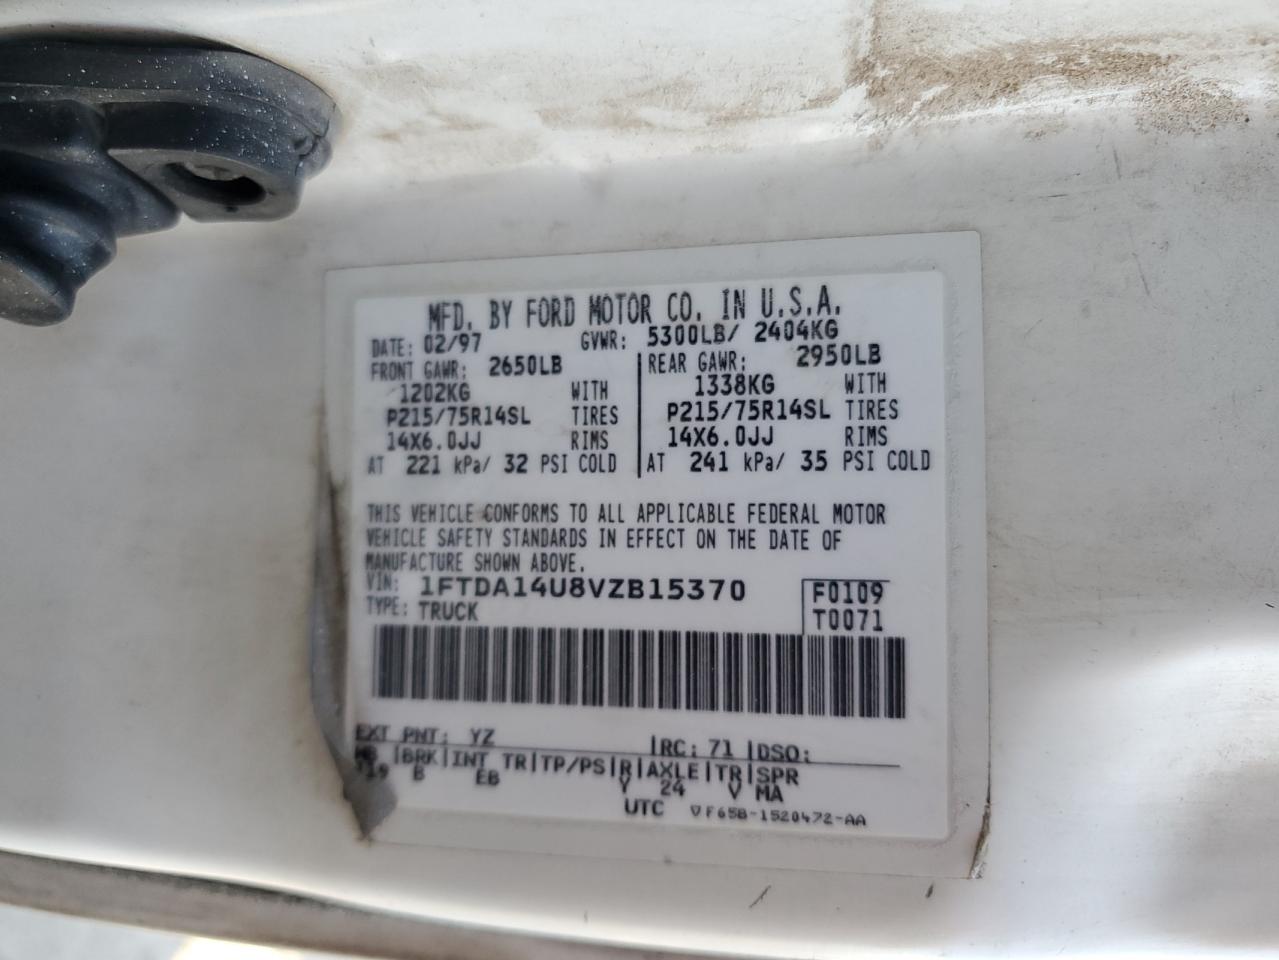 MFD. BY FORD MOTOR CO. IN U.S.A.
DATE: 02/97 GVWR: 5300LB/ 2404KG
FRONT GAWR: 2650LB
1202KG WITH
P215/75R14SL TIRES
14X6.0JJ RIMS
AT 221 kPa/ 32 PSI COLD
REAR GAWR: 2950LB
1338KG WITH
P215/75R14SL TIRES
14X6.0JJ RIMS
AT 241 kPa/ 35 PSI COLD
THIS VEHICLE CONFORMS TO ALL APPLICABLE FEDERAL MOTOR
VEHICLE SAFETY STANDARDS IN EFFECT ON THE DATE OF
MANUFACTURE SHOWN ABOVE.
VIN: 1FTDA14U8VZB15370
F0109
TYPE: TRUCK
T0071
EXT PNT: YZ RC: 71 DSO:
WB BRK INT TR TP/PS R AXLE TR SPR
119 B EB Y 24 V MA
UTC ▽F65B-1520472-AA